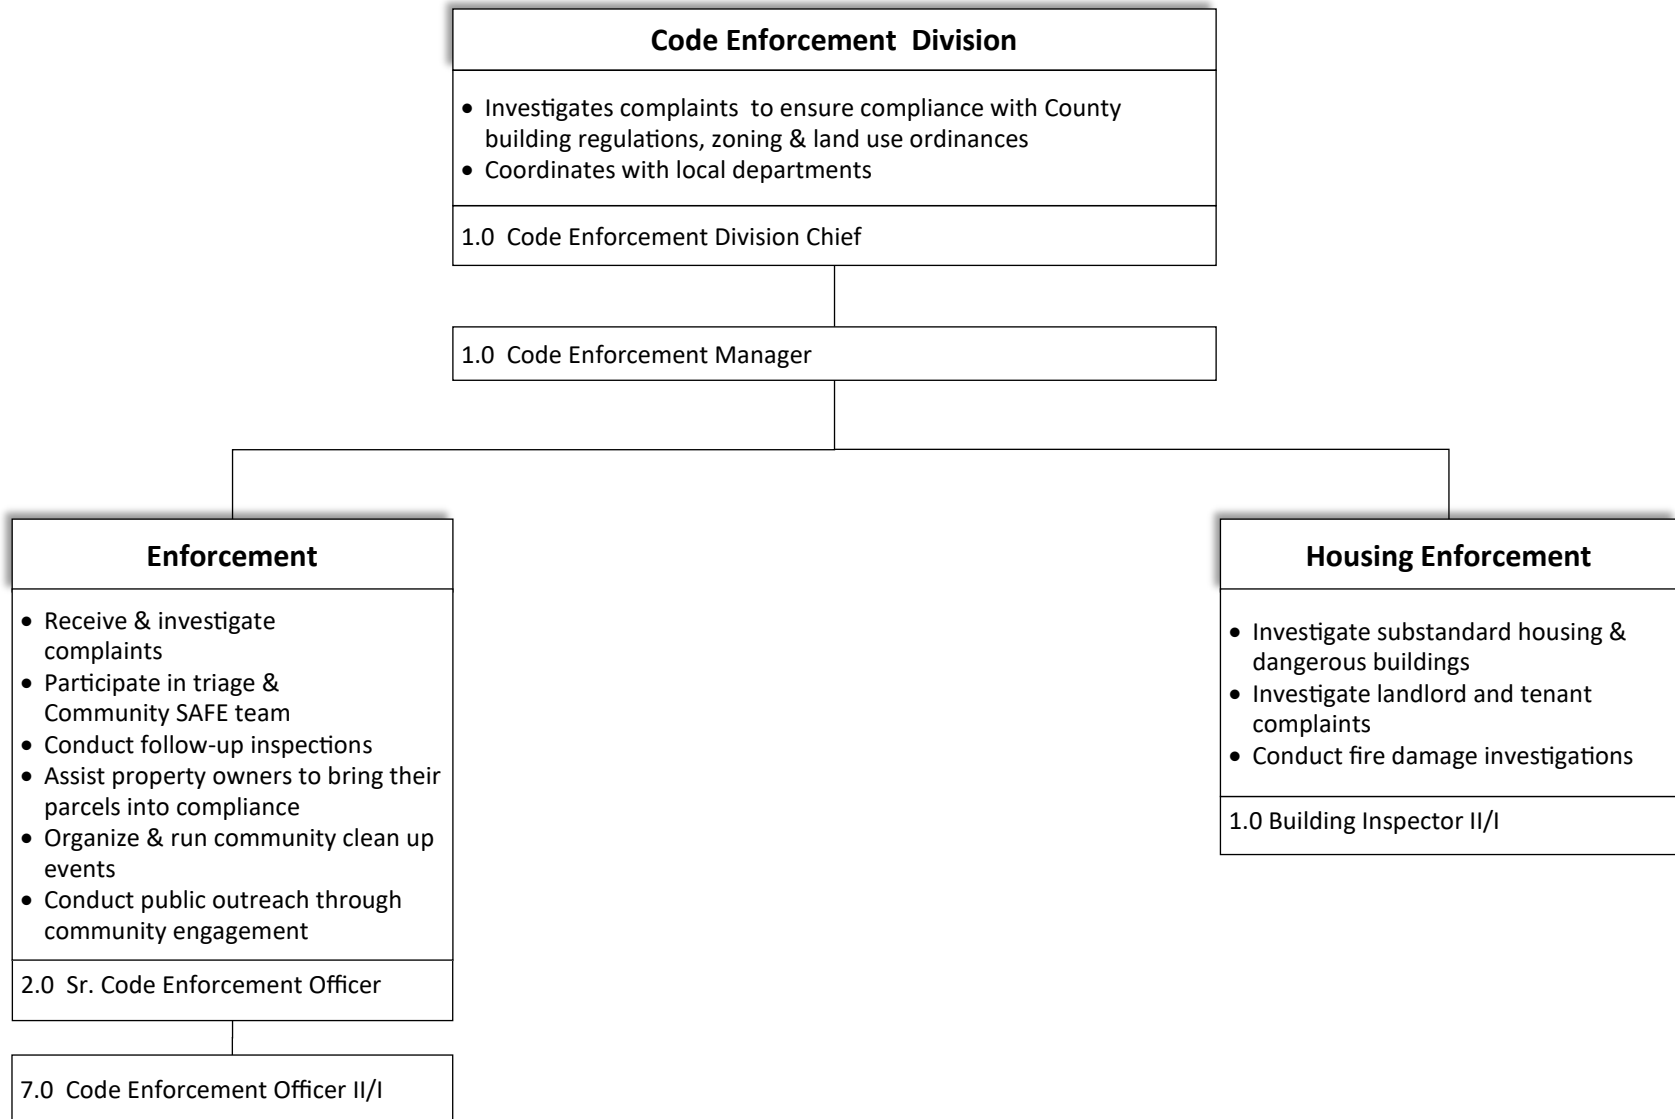 Code Enforcement  Division
• Investigates complaints  to ensure compliance with County
building regulations, zoning & land use ordinances
• Coordinates with local departments
1.0  Code Enforcement Division Chief
1.0  Code Enforcement Manager
Enforcement
• Receive & investigate
complaints
• Participate in triage &
Community SAFE team
• Conduct follow-up inspections
• Assist property owners to bring their
parcels into compliance
• Organize & run community clean up
events
• Conduct public outreach through
community engagement
2.0  Sr. Code Enforcement Officer
7.0  Code Enforcement Officer II/I
Housing Enforcement
• Investigate substandard housing &
dangerous buildings
• Investigate landlord and tenant
complaints
• Conduct fire damage investigations
1.0 Building Inspector II/I